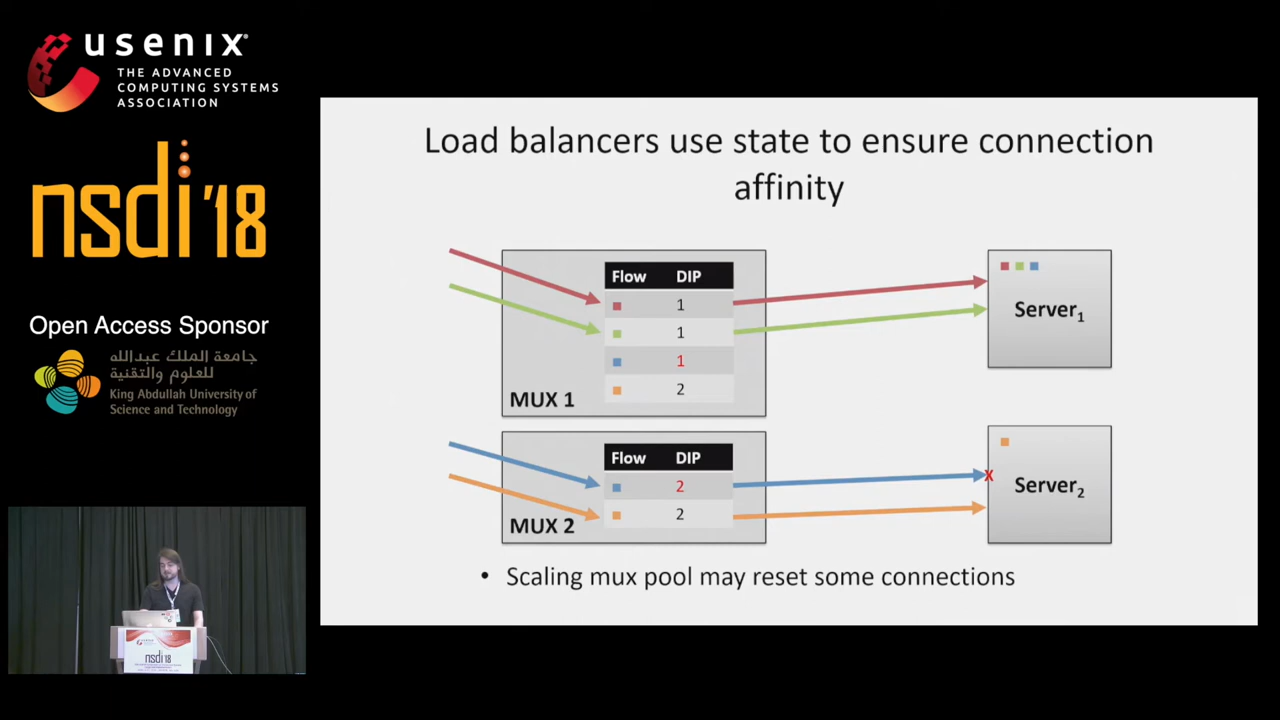 usenix
THE ADVANCED
COMPUTING SYSTEMS
ASSOCIATION
nsdi '18
Open Access Sponsor
جامعة الملك عبدالله
للعلوم والتقنية
King Abdullah University of
Science and Technology
Load balancers use state to ensure connection
affinity
Flow DIP
1
1
1
2
MUX 1
Flow DIP
2
2
MUX 2
Server1
X
Server2
• Scaling mux pool may reset some connections
usenix
nsdi 18